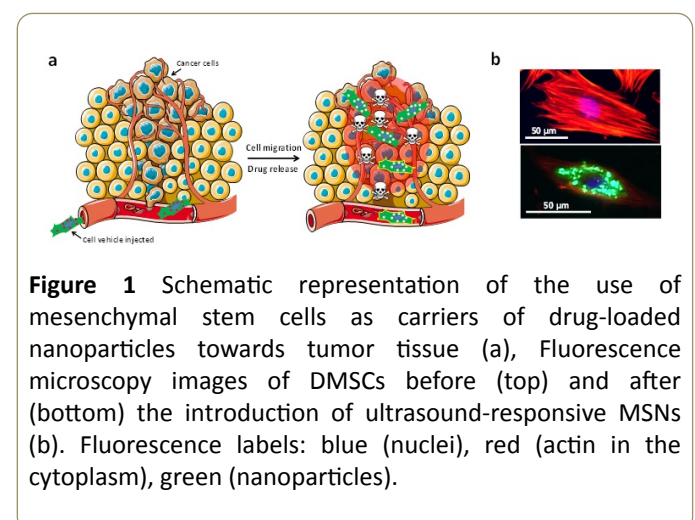 a
b
Cancer cells
Cell migration
Drug release
Cell vehicle injected
50 µm
50 µm
Figure 1 Schematic representation of the use of
mesenchymal stem cells as carriers of drug-loaded
nanoparticles towards tumor tissue (a), Fluorescence
microscopy images of DMSCs before (top) and after
(bottom) the introduction of ultrasound-responsive MSNs
(b). Fluorescence labels: blue (nuclei), red (actin in the
cytoplasm), green (nanoparticles).